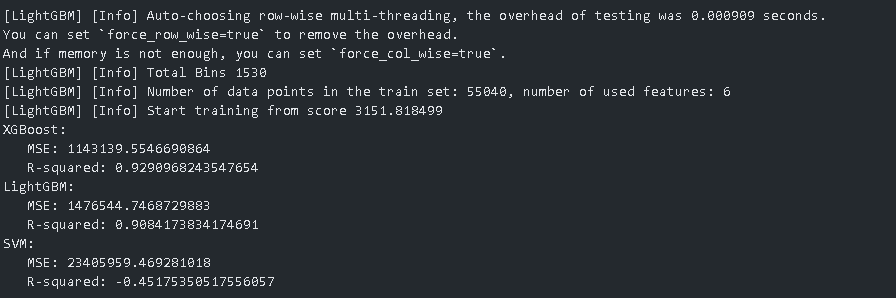 [LightGBM] [Info] Auto-choosing row-wise multi-threading, the overhead of testing was 0.000909 seconds.
You can set `force_row_wise=true` to remove the overhead.
And if memory is not enough, you can set `force_col_wise=true`.
[LightGBM] [Info] Total Bins 1530
[LightGBM] [Info] Number of data points in the train set: 55040, number of used features: 6
[LightGBM] [Info] Start training from score 3151.818499
XGBoost:
MSE: 1143139.5546690864
R-squared: 0.9290968243547654
LightGBM:
MSE: 1476544.7468729883
R-squared: 0.9084173834174691
SVM:
MSE: 23405959.469281018
R-squared: -0.45175350517556057